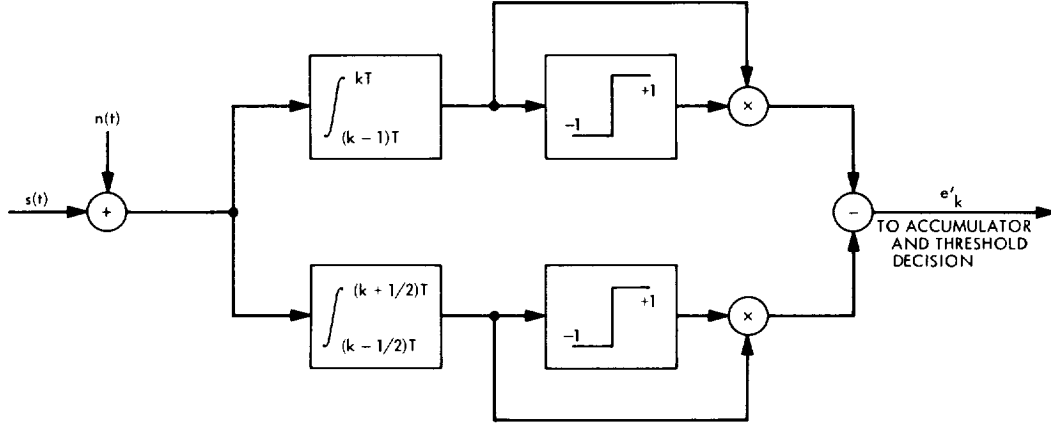 kT
(k − 1)T
−1
+1
×
n(t)
s(t)
+
−
e'k
TO ACCUMULATOR
AND THRESHOLD
DECISION
(k + 1/2)T
(k − 1/2)T
−1
+1
×